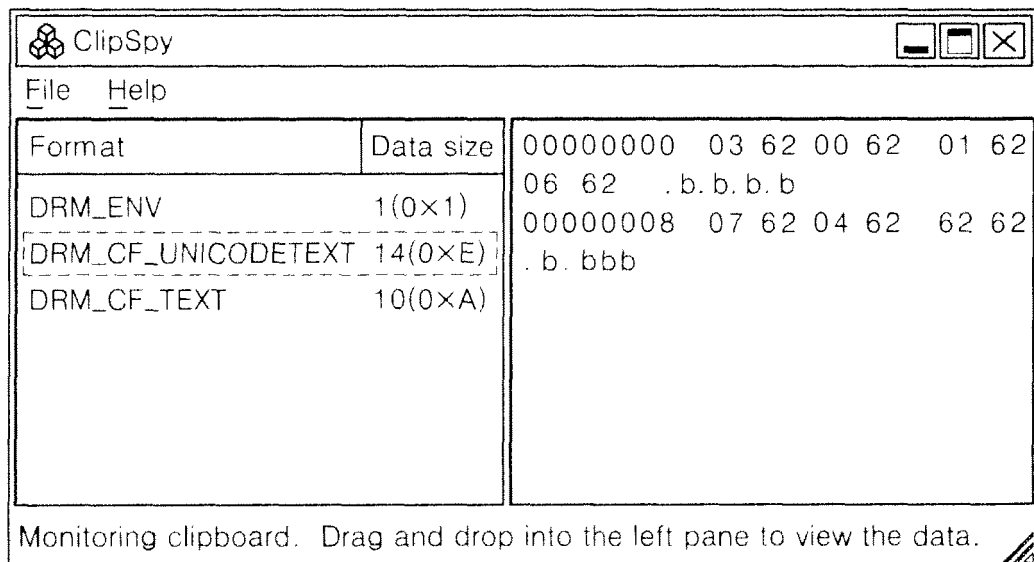 ClipSpy
File Help
Format Data size
DRM_ENV 1(0×1)
DRM_CF_UNICODETEXT 14(0×E)
DRM_CF_TEXT 10(0×A)
00000000 03 62 00 62 01 62
06 62 .b.b.b.b
00000008 07 62 04 62 62 62
.b.bbb
Monitoring clipboard. Drag and drop into the left pane to view the data.